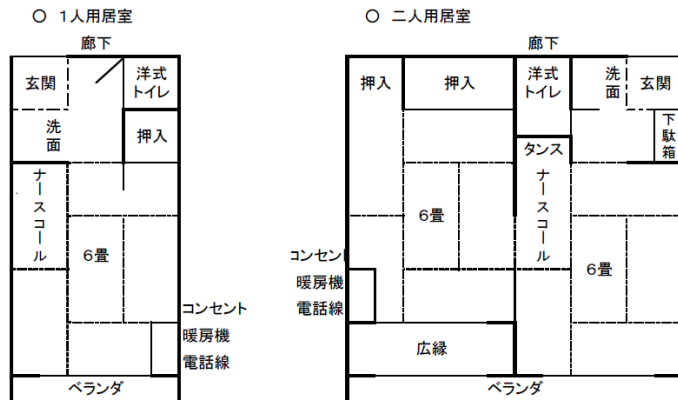 ○ 1人用居室
廊下
玄関
洋式
トイレ
洗面
押入
ナースコール
6畳
コンセント
暖房機
電話線
ベランダ
○ 二人用居室
廊下
押入
押入
洋式
トイレ
洗面
玄関
下駄箱
タンス
ナースコール
6畳
6畳
コンセント
暖房機
電話線
広縁
ベランダ